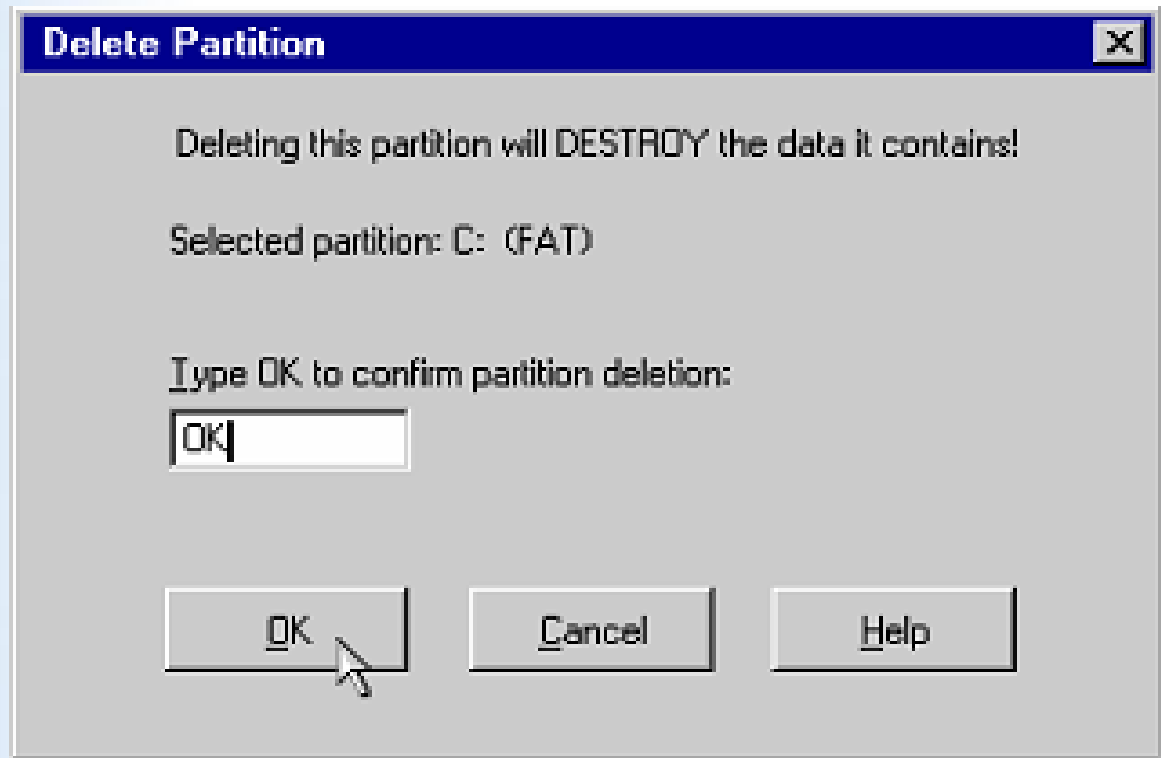 Delete Partition
Deleting this partition will DESTROY the data it contains!
Selected partition: C: (FAT)
Type OK to confirm partition deletion:
OK
OK Cancel Help